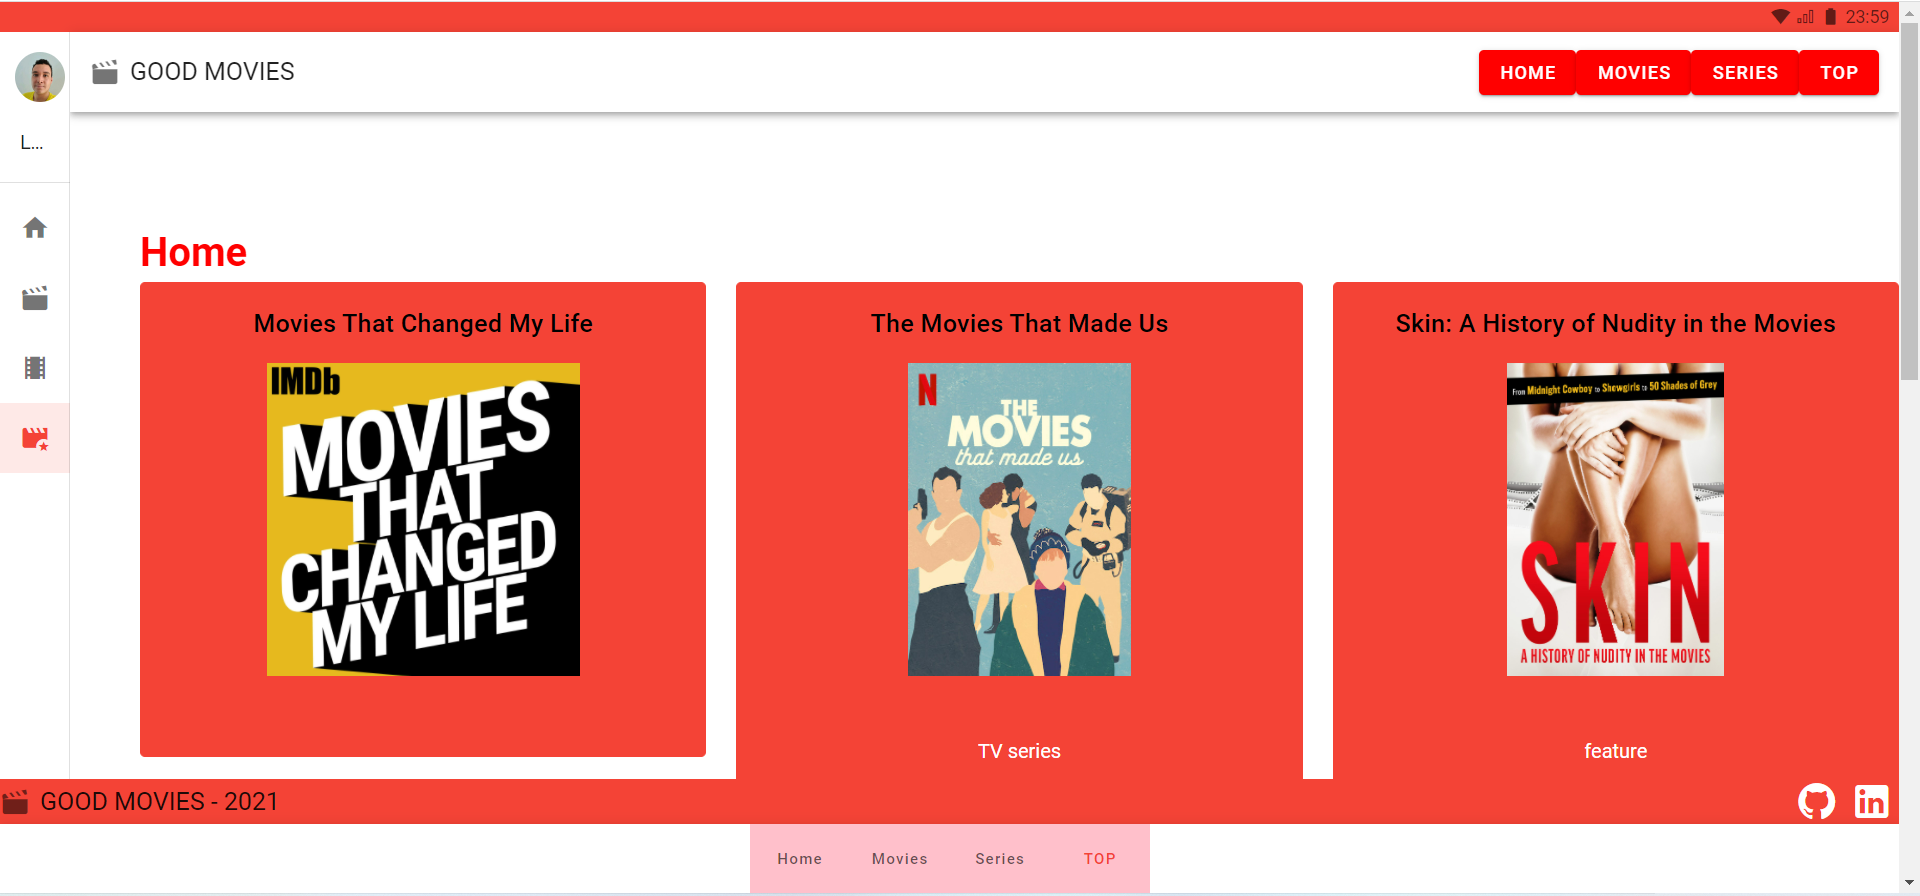 23:59
GOOD MOVIES
HOME MOVIES SERIES TOP
L...
Home
Movies That Changed My Life
IMDb
MOVIES
THAT
CHANGED
MY LIFE
The Movies That Made Us
N
THE
MOVIES
that made us
TV series
Skin: A History of Nudity in the Movies
From Midnight Cowboy to Showgirls to 50 Shades of Grey
SKIN
A HISTORY OF NUDITY IN THE MOVIES
feature
GOOD MOVIES - 2021
in
Home Movies Series TOP